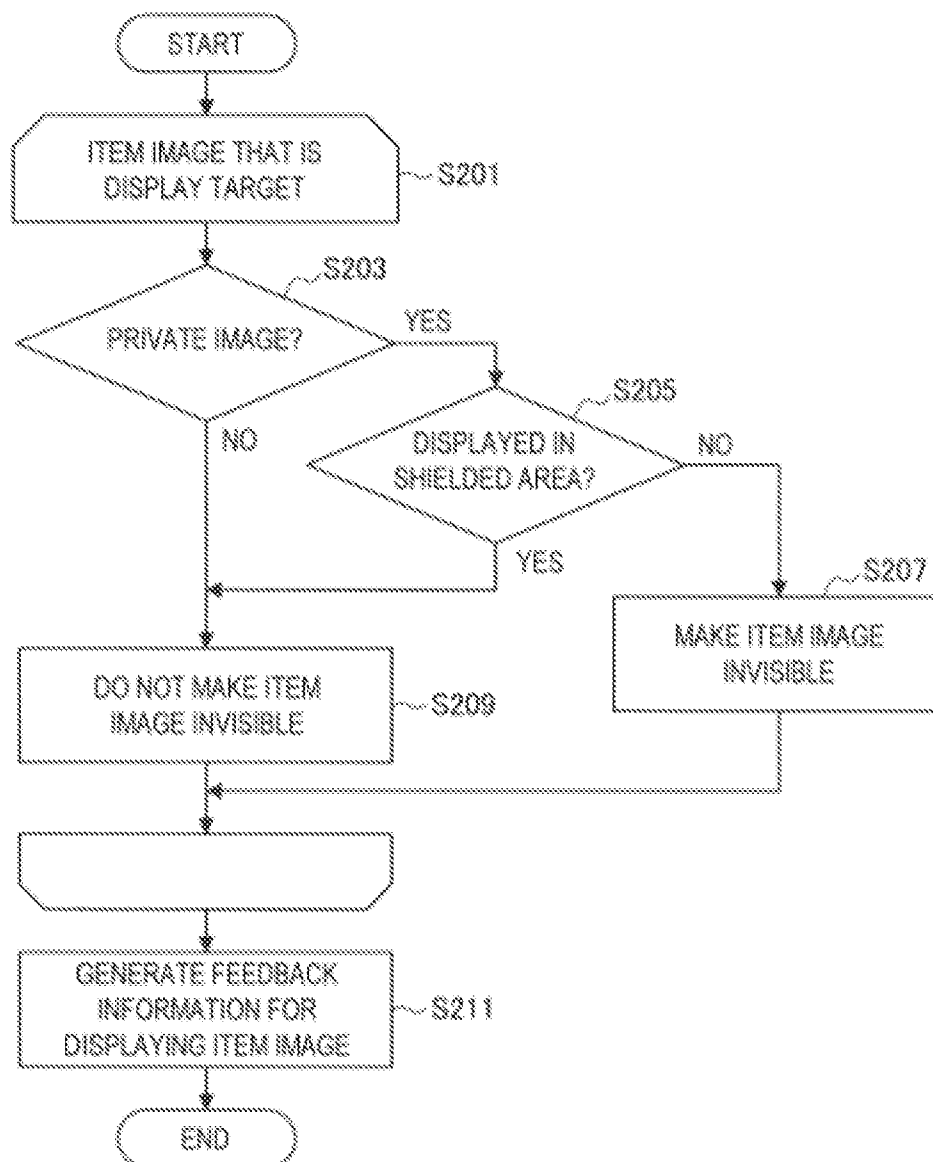 START
ITEM IMAGE THAT IS
DISPLAY TARGET
S201
S203
PRIVATE IMAGE?
YES
S205
NO
DISPLAYED IN
SHIELDED AREA?
NO
YES
S207
MAKE ITEM IMAGE
INVISIBLE
DO NOT MAKE ITEM
IMAGE INVISIBLE
S209
GENERATE FEEDBACK
INFORMATION FOR
DISPLAYING ITEM IMAGE
S211
END